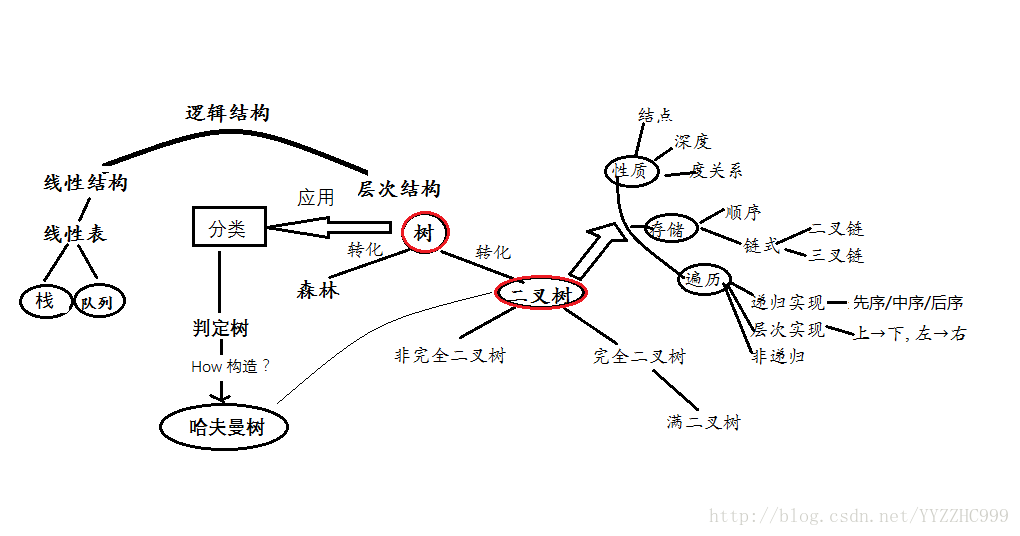 逻辑结构
线性结构
层次结构
线性表
栈
队列
应用
分类
树
转化
转化
森林
二叉树
判定树
How 构造？
哈夫曼树
非完全二叉树
完全二叉树
满二叉树
结点
深度
性质
度关系
存储
顺序
链式
二叉链
三叉链
遍历
递归实现
先序/中序/后序
层次实现
上→下, 左→右
非递归
http://blog.csdn.net/YYZZHC999